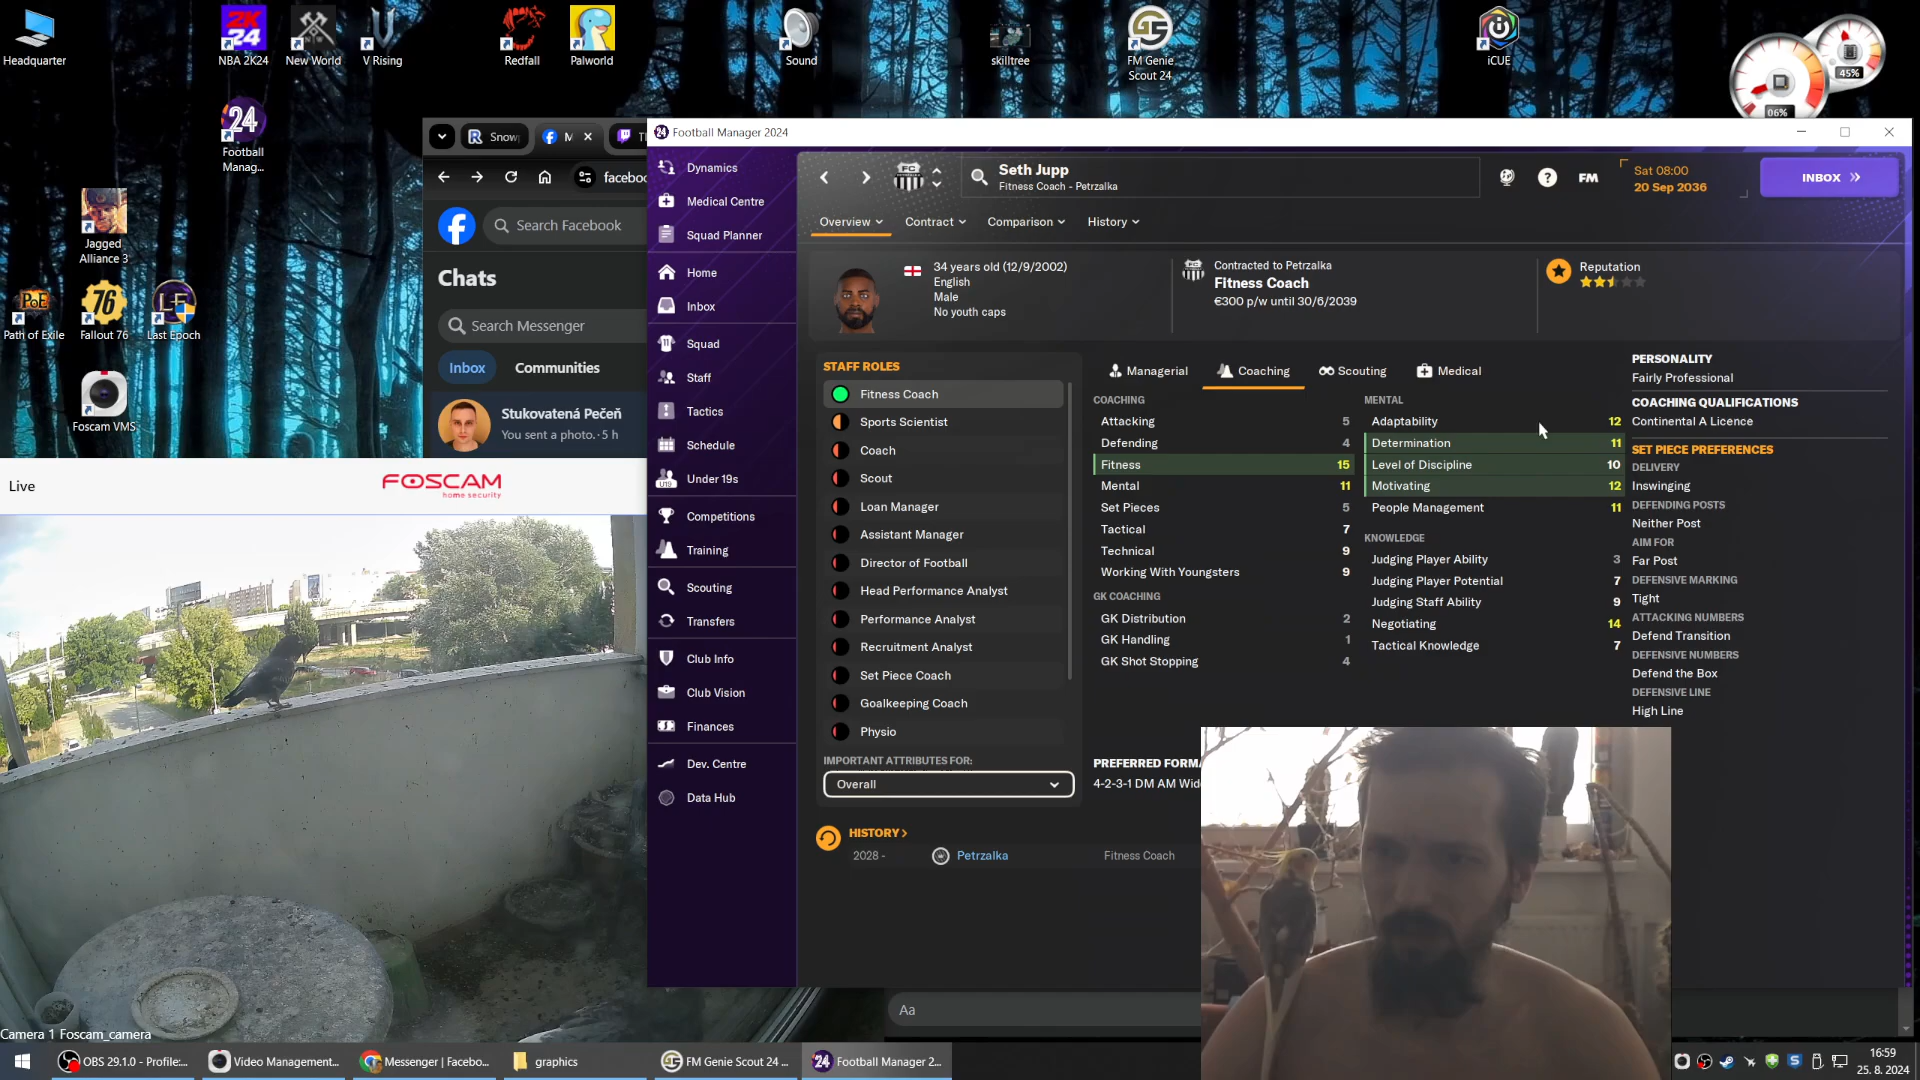 Headquarter
NBA 2K24
New World
V Rising
Redfall
Palworld
Sound
skilltree
FM Genie
Scout 24
iCUE
45%
06%
24
Football
Manag...
Jagged
Alliance 3
Path of Exile
Fallout 76
Last Epoch
Foscam VMS
Snow
M
facebo
Search Facebook
Chats
Search Messenger
Inbox
Communities
Stukovatená Pečeň
You sent a photo. · 5 h
Aa
Live
FOSCAM
home security
Camera 1 Foscam_camera
Football Manager 2024
Dynamics
Medical Centre
Squad Planner
Home
Inbox
Squad
Staff
Tactics
Schedule
Under 19s
Competitions
Training
Scouting
Transfers
Club Info
Club Vision
Finances
Dev. Centre
Data Hub
Seth Jupp
Fitness Coach - Petrzalka
FM
Sat 08:00
20 Sep 2036
INBOX
Overview
Contract
Comparison
History
34 years old (12/9/2002)
English
Male
No youth caps
Contracted to Petrzalka
Fitness Coach
€300 p/w until 30/6/2039
Reputation
STAFF ROLES
Fitness Coach
Sports Scientist
Coach
Scout
Loan Manager
Assistant Manager
Director of Football
Head Performance Analyst
Performance Analyst
Recruitment Analyst
Set Piece Coach
Goalkeeping Coach
Physio
IMPORTANT ATTRIBUTES FOR:
Overall
HISTORY >
2028 -
Petrzalka
Fitness Coach
Managerial
Coaching
Scouting
Medical
COACHING
Attacking 5
Defending 4
Fitness 15
Mental 11
Set Pieces 5
Tactical 7
Technical 9
Working With Youngsters 9
GK COACHING
GK Distribution 2
GK Handling 1
GK Shot Stopping 4
MENTAL
Adaptability 12
Determination 11
Level of Discipline 10
Motivating 12
People Management 11
KNOWLEDGE
Judging Player Ability 3
Judging Player Potential 7
Judging Staff Ability 9
Negotiating 14
Tactical Knowledge 7
PREFERRED FORMA
4-2-3-1 DM AM Wid
PERSONALITY
Fairly Professional
COACHING QUALIFICATIONS
Continental A Licence
SET PIECE PREFERENCES
DELIVERY
Inswinging
DEFENDING POSTS
Neither Post
AIM FOR
Far Post
DEFENSIVE MARKING
Tight
ATTACKING NUMBERS
Defend Transition
DEFENSIVE NUMBERS
Defend the Box
DEFENSIVE LINE
High Line
OBS 29.1.0 - Profile:...
Video Management...
Messenger | Facebo...
graphics
FM Genie Scout 24 ...
Football Manager 2...
16:59
25. 8. 2024